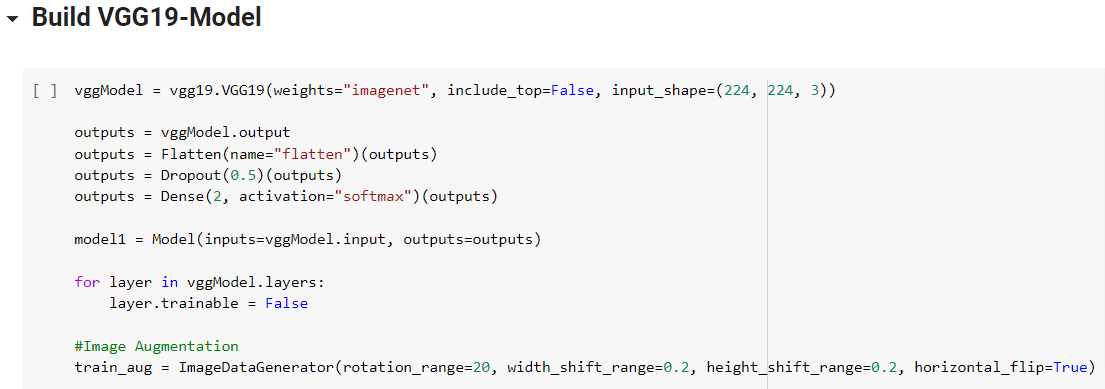 Build VGG19-Model
[ ] vggModel = vgg19.VGG19(weights="imagenet", include_top=False, input_shape=(224, 224, 3))
outputs = vggModel.output
outputs = Flatten(name="flatten")(outputs)
outputs = Dropout(0.5)(outputs)
outputs = Dense(2, activation="softmax")(outputs)
model1 = Model(inputs=vggModel.input, outputs=outputs)
for layer in vggModel.layers:
    layer.trainable = False
#Image Augmentation
train_aug = ImageDataGenerator(rotation_range=20, width_shift_range=0.2, height_shift_range=0.2, horizontal_flip=True)